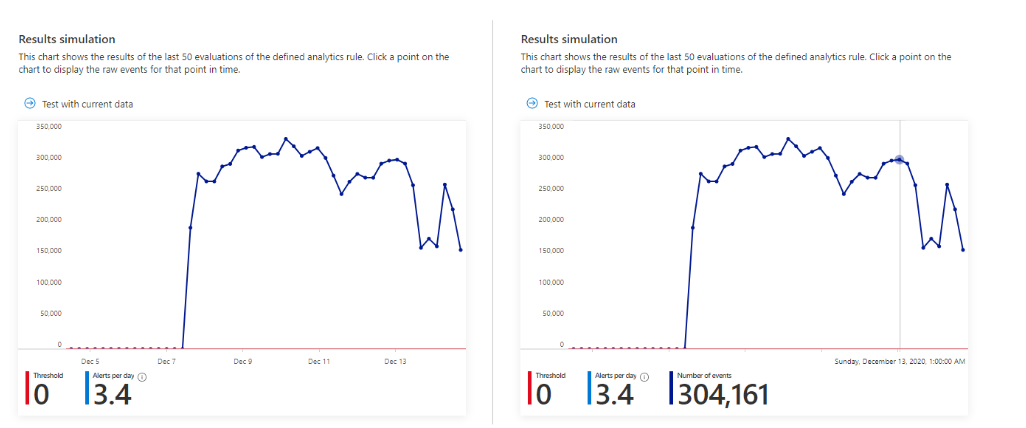 Results simulation
This chart shows the results of the last 50 evaluations of the defined analytics rule. Click a point on the
chart to display the raw events for that point in time.
Test with current data
350,000
300,000
250,000
200,000
150,000
100,000
50,000
0
Dec 5 Dec 7 Dec 9 Dec 11 Dec 13
Threshold
0
Alerts per day
3.4
Results simulation
This chart shows the results of the last 50 evaluations of the defined analytics rule. Click a point on the
chart to display the raw events for that point in time.
Test with current data
350,000
300,000
250,000
200,000
150,000
100,000
50,000
0
Sunday, December 13, 2020, 1:00:00 AM
Threshold
0
Alerts per day
3.4
Number of events
304,161